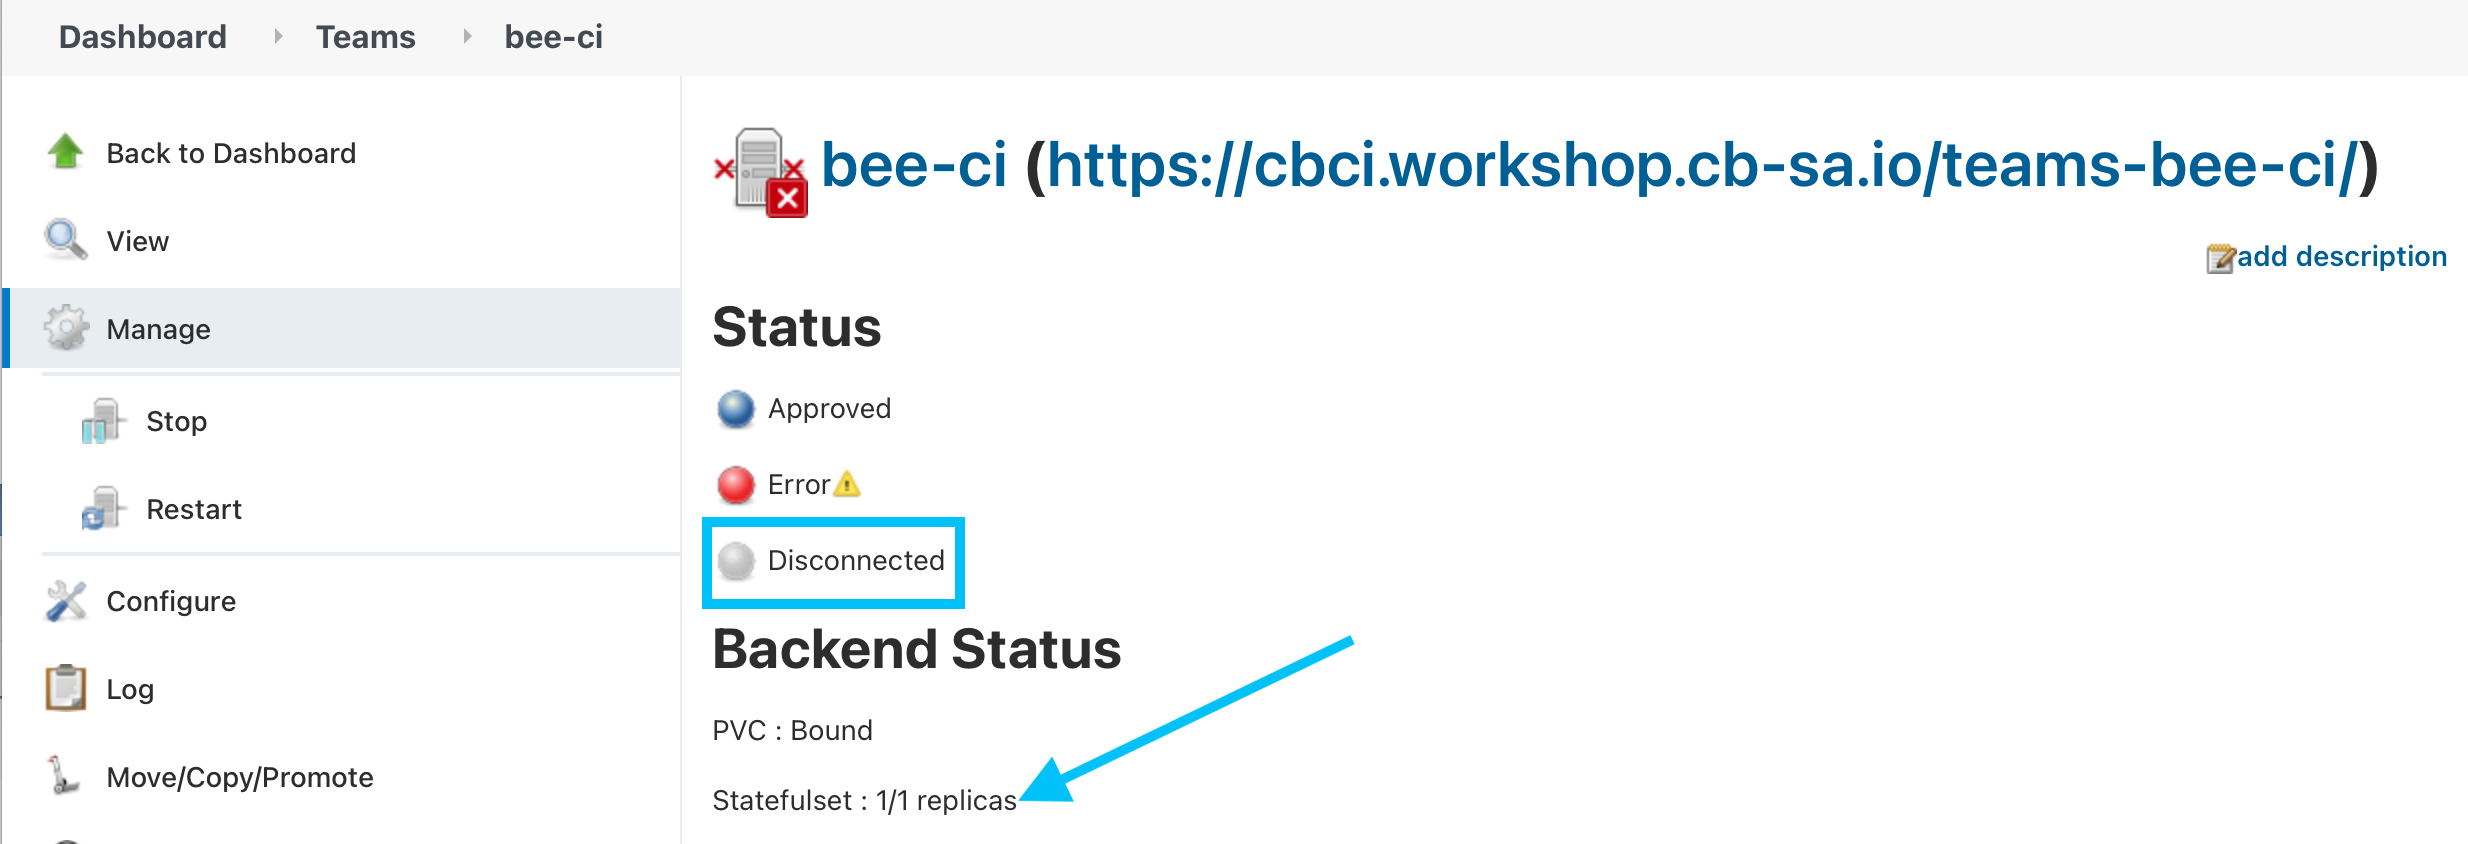 Dashboard Teams bee-ci
Back to Dashboard
View
Manage
Stop
Restart
Configure
Log
Move/Copy/Promote
bee-ci (https://cbci.workshop.cb-sa.io/teams-bee-ci/)
add description
Status
Approved
Error
Disconnected
Backend Status
PVC : Bound
Statefulset : 1/1 replicas